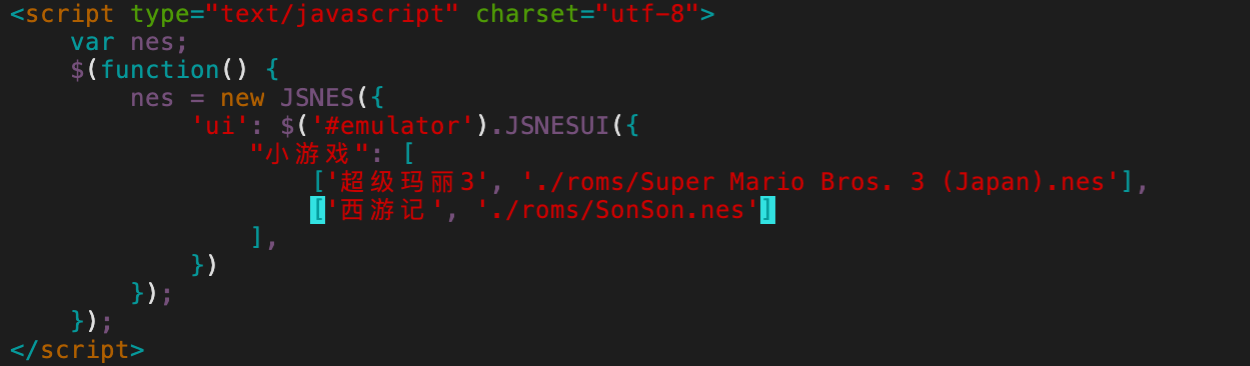 <script type="text/javascript" charset="utf-8">
    var nes;
    $(function() {
        nes = new JSNES({
            'ui': $('#emulator').JSNESUI({
                "小游戏": [
                    ['超级玛丽3', './roms/Super Mario Bros. 3 (Japan).nes'],
                    ['西游记', './roms/SonSon.nes']
                ],
            })
        });
    });
</script>